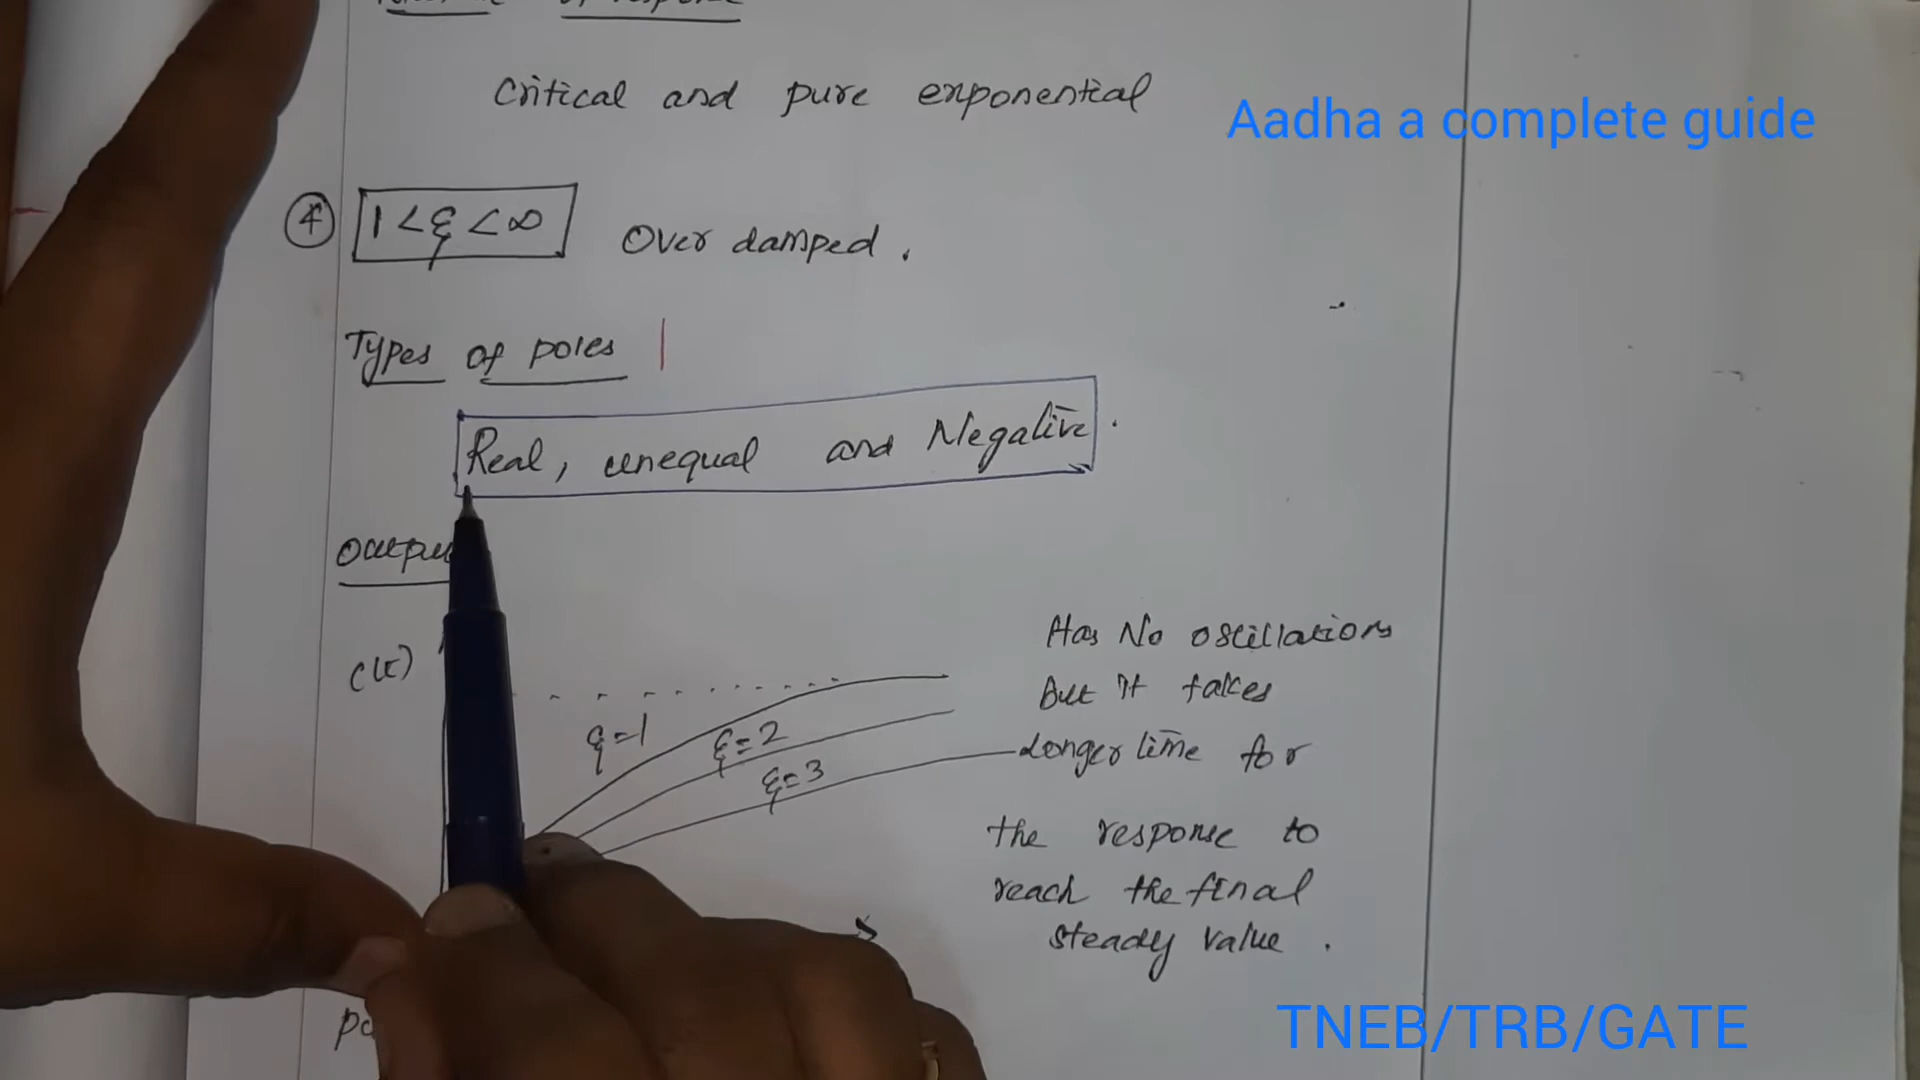 Critical and pure exponential
Aadha a complete guide
④ 1 < ξ < ∞ Over damped.
Types of poles
Real, unequal and Negative.
c(t)
ξ=1
ξ=2
ξ=3
Has No oscillations
But it takes
longer time for
the response to
reach the final
steady value.
TNEB/TRB/GATE